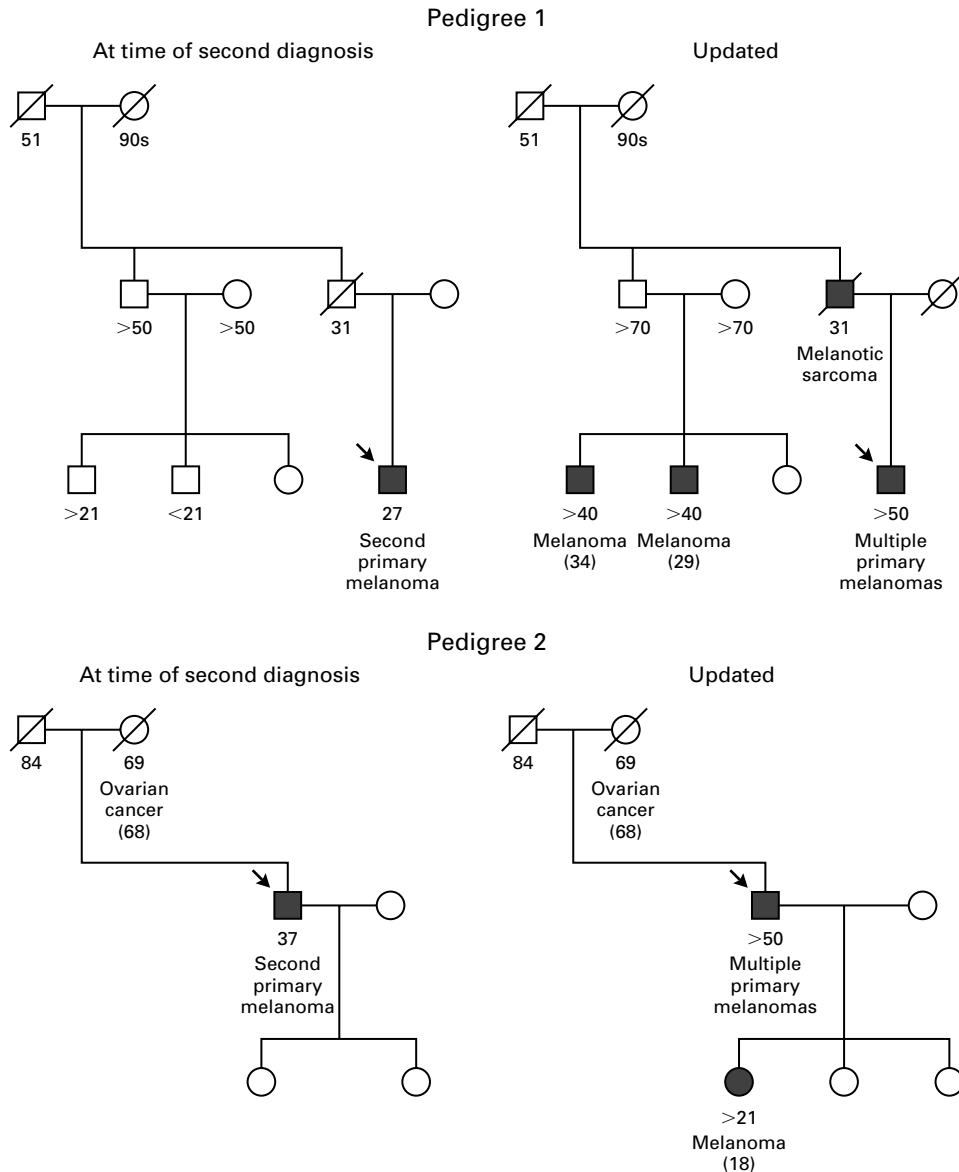 Pedigree 1
At time of second diagnosis
Updated
51
90s
51
90s
>50
>50
31
>70
>70
31
Melanotic
sarcoma
>21
<21
27
Second
primary
melanoma
>40
Melanoma
(34)
>40
Melanoma
(29)
>50
Multiple
primary
melanomas
Pedigree 2
At time of second diagnosis
Updated
84
69
Ovarian
cancer
(68)
84
69
Ovarian
cancer
(68)
37
Second
primary
melanoma
>50
Multiple
primary
melanomas
>21
Melanoma
(18)